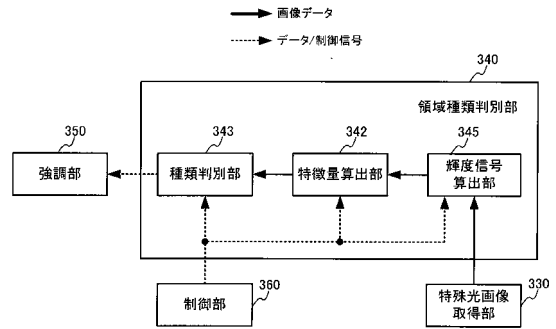 画像データ
データ/制御信号
340
領域種類判別部
350
343
342
345
強調部
種類判別部
特徴量算出部
輝度信号
算出部
制御部
360
特殊光画像
取得部
330